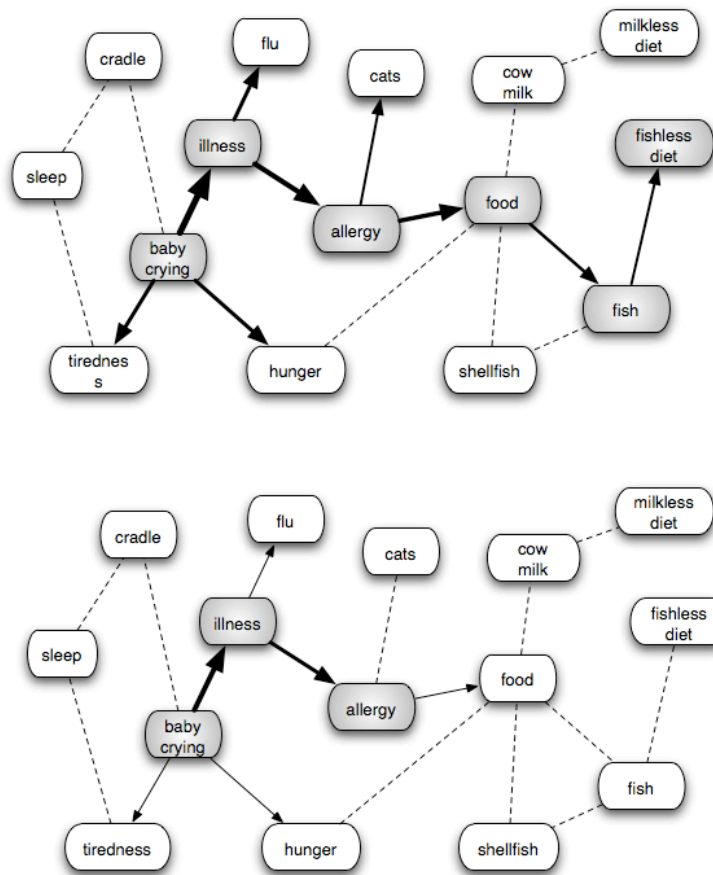 milkless
diet
flu
cradle
cats
cow
milk
fishless
diet
illness
sleep
food
allergy
baby
crying
fish
tirednes
s
hunger
shellfish
milkless
diet
flu
cradle
cats
cow
milk
fishless
diet
illness
sleep
food
allergy
baby
crying
fish
tiredness
hunger
shellfish